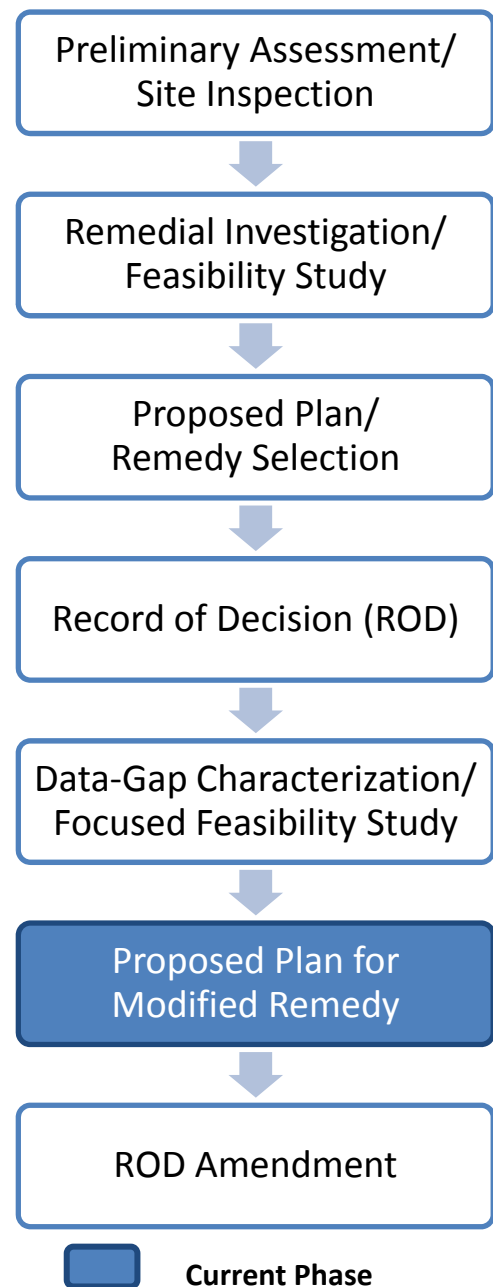 Preliminary Assessment/
Site Inspection
Remedial Investigation/
Feasibility Study
Proposed Plan/
Remedy Selection
Record of Decision (ROD)
Data-Gap Characterization/
Focused Feasibility Study
Proposed Plan for
Modified Remedy
ROD Amendment
Current Phase